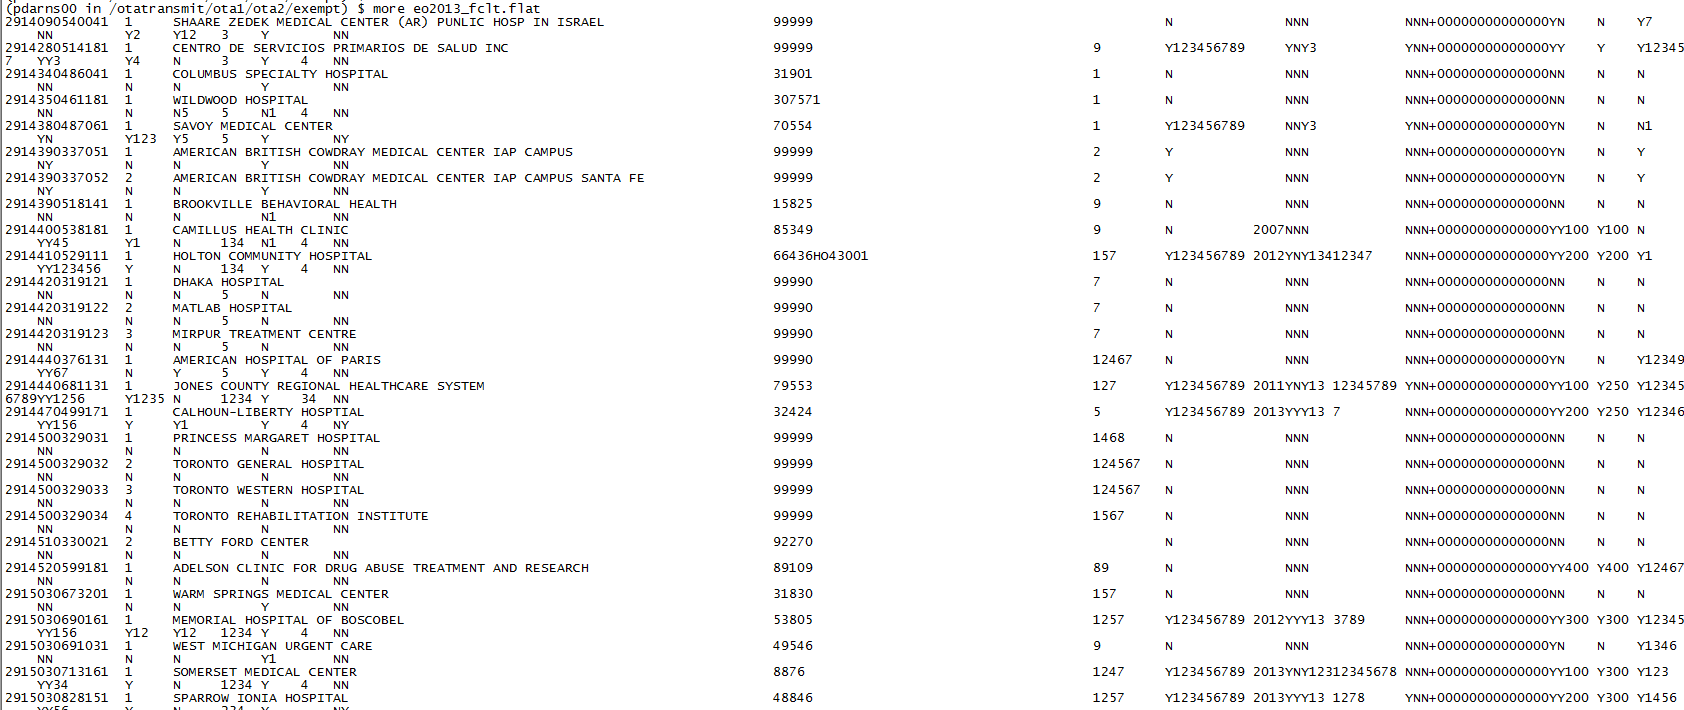 (pdarns00 in /otatransmit/ota1/ota2/exempt) $ more eo2013_fclt.flat
2914090540041  1     SHAARE ZEDEK MEDICAL CENTER (AR) PUNLIC HOSP IN ISRAEL                     99999                                            N              NNN            NNN+00000000000000YN    N    Y7
    NN         Y2    Y12   3    Y        NN
2914280514181  1     CENTRO DE SERVICIOS PRIMARIOS DE SALUD INC                                 99999                                   9        Y123456789     YNY3           YNN+00000000000000YY    Y    Y12345
7   YY3        Y4    N     3    Y    4   NN
2914340486041  1     COLUMBUS SPECIALTY HOSPITAL                                                31901                                   1        N              NNN            NNN+00000000000000NN    N    N
    NN         N     N          Y        NN
2914350461181  1     WILDWOOD HOSPITAL                                                          307571                                  1        N              NNN            NNN+00000000000000NN    N    N
    NN         N     N5    5    N1   4   NN
2914380487061  1     SAVOY MEDICAL CENTER                                                       70554                                   1        Y123456789     NNY3           YNN+00000000000000YN    N    N1
    YN         Y123  Y5    5    Y        NY
2914390337051  1     AMERICAN BRITISH COWDRAY MEDICAL CENTER IAP CAMPUS                         99999                                   2        Y              NNN            NNN+00000000000000YN    N    Y
    NY         N     N          Y        NN
2914390337052  2     AMERICAN BRITISH COWDRAY MEDICAL CENTER IAP CAMPUS SANTA FE                99999                                   2        Y              NNN            NNN+00000000000000YN    N    Y
    NY         N     N          Y        NN
2914390518141  1     BROOKVILLE BEHAVIORAL HEALTH                                               15825                                   9        N              NNN            NNN+00000000000000NN    N    N
    NN         N     N          N1       NN
2914400538181  1     CAMILLUS HEALTH CLINIC                                                     85349                                   9        N          2007NNN            NNN+00000000000000YY100 Y100 N
    YY45       Y1    N     134  N1   4   NN
2914410529111  1     HOLTON COMMUNITY HOSPITAL                                                  66436HO43001                            157      Y123456789 2012YNY13412347    NNN+00000000000000YY200 Y200 Y1
    YY123456   Y     N     134  Y    4   NN
2914420319121  1     DHAKA HOSPITAL                                                             99990                                   7        N              NNN            NNN+00000000000000NN    N    N
    NN         N     N     5    N        NN
2914420319122  2     MATLAB HOSPITAL                                                            99990                                   7        N              NNN            NNN+00000000000000NN    N    N
    NN         N     N     5    N        NN
2914420319123  3     MIRPUR TREATMENT CENTRE                                                    99990                                   7        N              NNN            NNN+00000000000000NN    N    N
    NN         N     N     5    N        NN
2914440376131  1     AMERICAN HOSPITAL OF PARIS                                                 99990                                   12467    N              NNN            NNN+00000000000000YN    N    Y12349
    YY67       N     Y     5    Y    4   NN
2914440681131  1     JONES COUNTY REGIONAL HEALTHCARE SYSTEM                                    79553                                   127      Y123456789 2011YNY13 12345789 YNN+00000000000000YY100 Y250 Y12345
6789YY1256     Y1235 N     1234 Y    34  NN
2914470499171  1     CALHOUN-LIBERTY HOSPTIAL                                                   32424                                   5        Y123456789 2013YYY13 7        NNN+00000000000000YY200 Y250 Y12346
    YY156      Y     Y1         Y    4   NY
2914500329031  1     PRINCESS MARGARET HOSPITAL                                                 99999                                   1468     N              NNN            NNN+00000000000000NN    N    N
    NN         N     N          N        NN
2914500329032  2     TORONTO GENERAL HOSPITAL                                                   99999                                   124567   N              NNN            NNN+00000000000000NN    N    N
    NN         N     N          N        NN
2914500329033  3     TORONTO WESTERN HOSPITAL                                                   99999                                   124567   N              NNN            NNN+00000000000000NN    N    N
    NN         N     N          N        NN
2914500329034  4     TORONTO REHABILITATION INSTITUTE                                           99999                                   1567     N              NNN            NNN+00000000000000NN    N    N
    NN         N     N          N        NN
2914510330021  2     BETTY FORD CENTER                                                          92270                                            N              NNN            NNN+00000000000000NN    N    N
    NN         N     N          N        NN
2914520599181  1     ADELSON CLINIC FOR DRUG ABUSE TREATMENT AND RESEARCH                       89109                                   89       N              NNN            NNN+00000000000000YY400 Y400 Y12467
    NN         N     N          N        NN
2915030673201  1     WARM SPRINGS MEDICAL CENTER                                                31830                                   157      N              NNN            NNN+00000000000000NN    N    N
    NN         N     N          Y        NN
2915030690161  1     MEMORIAL HOSPITAL OF BOSCOBEL                                              53805                                   1257     Y123456789 2012YYY13 3789     NNN+00000000000000YY300 Y300 Y12345
    YY156      Y12   Y12   1234 Y    4   NN
2915030691031  1     WEST MICHIGAN URGENT CARE                                                  49546                                   9        N              NNN            NNN+00000000000000YN    N    Y1346
    NN         N     N          Y1       NN
2915030713161  1     SOMERSET MEDICAL CENTER                                                    8876                                    1247     Y123456789 2013YNY12312345678 NNN+00000000000000YY100 Y300 Y123
    YY34       Y     N     1234 Y    4   NN
2915030828151  1     SPARROW IONIA HOSPITAL                                                     48846                                   1257     Y123456789 2013YYY13 1278     YNN+00000000000000YY200 Y300 Y1456